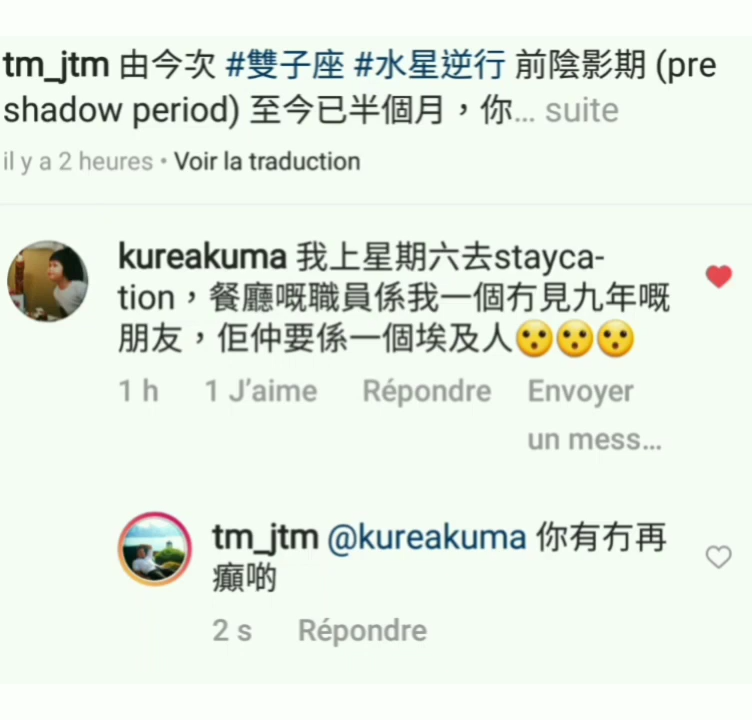 tm_jtm 由今次 #雙子座 #水星逆行 前陰影期 (pre
shadow period) 至今已半個月，你... suite
il y a 2 heures • Voir la traduction
kureakuma 我上星期六去stayca-
tion，餐廳嘅職員係我一個冇見九年嘅
朋友，佢仲要係一個埃及人😯😯😯
1 h 1 J’aime Répondre Envoyer
un mess...
tm_jtm @kureakuma 你有冇再
癲啲
2 s Répondre